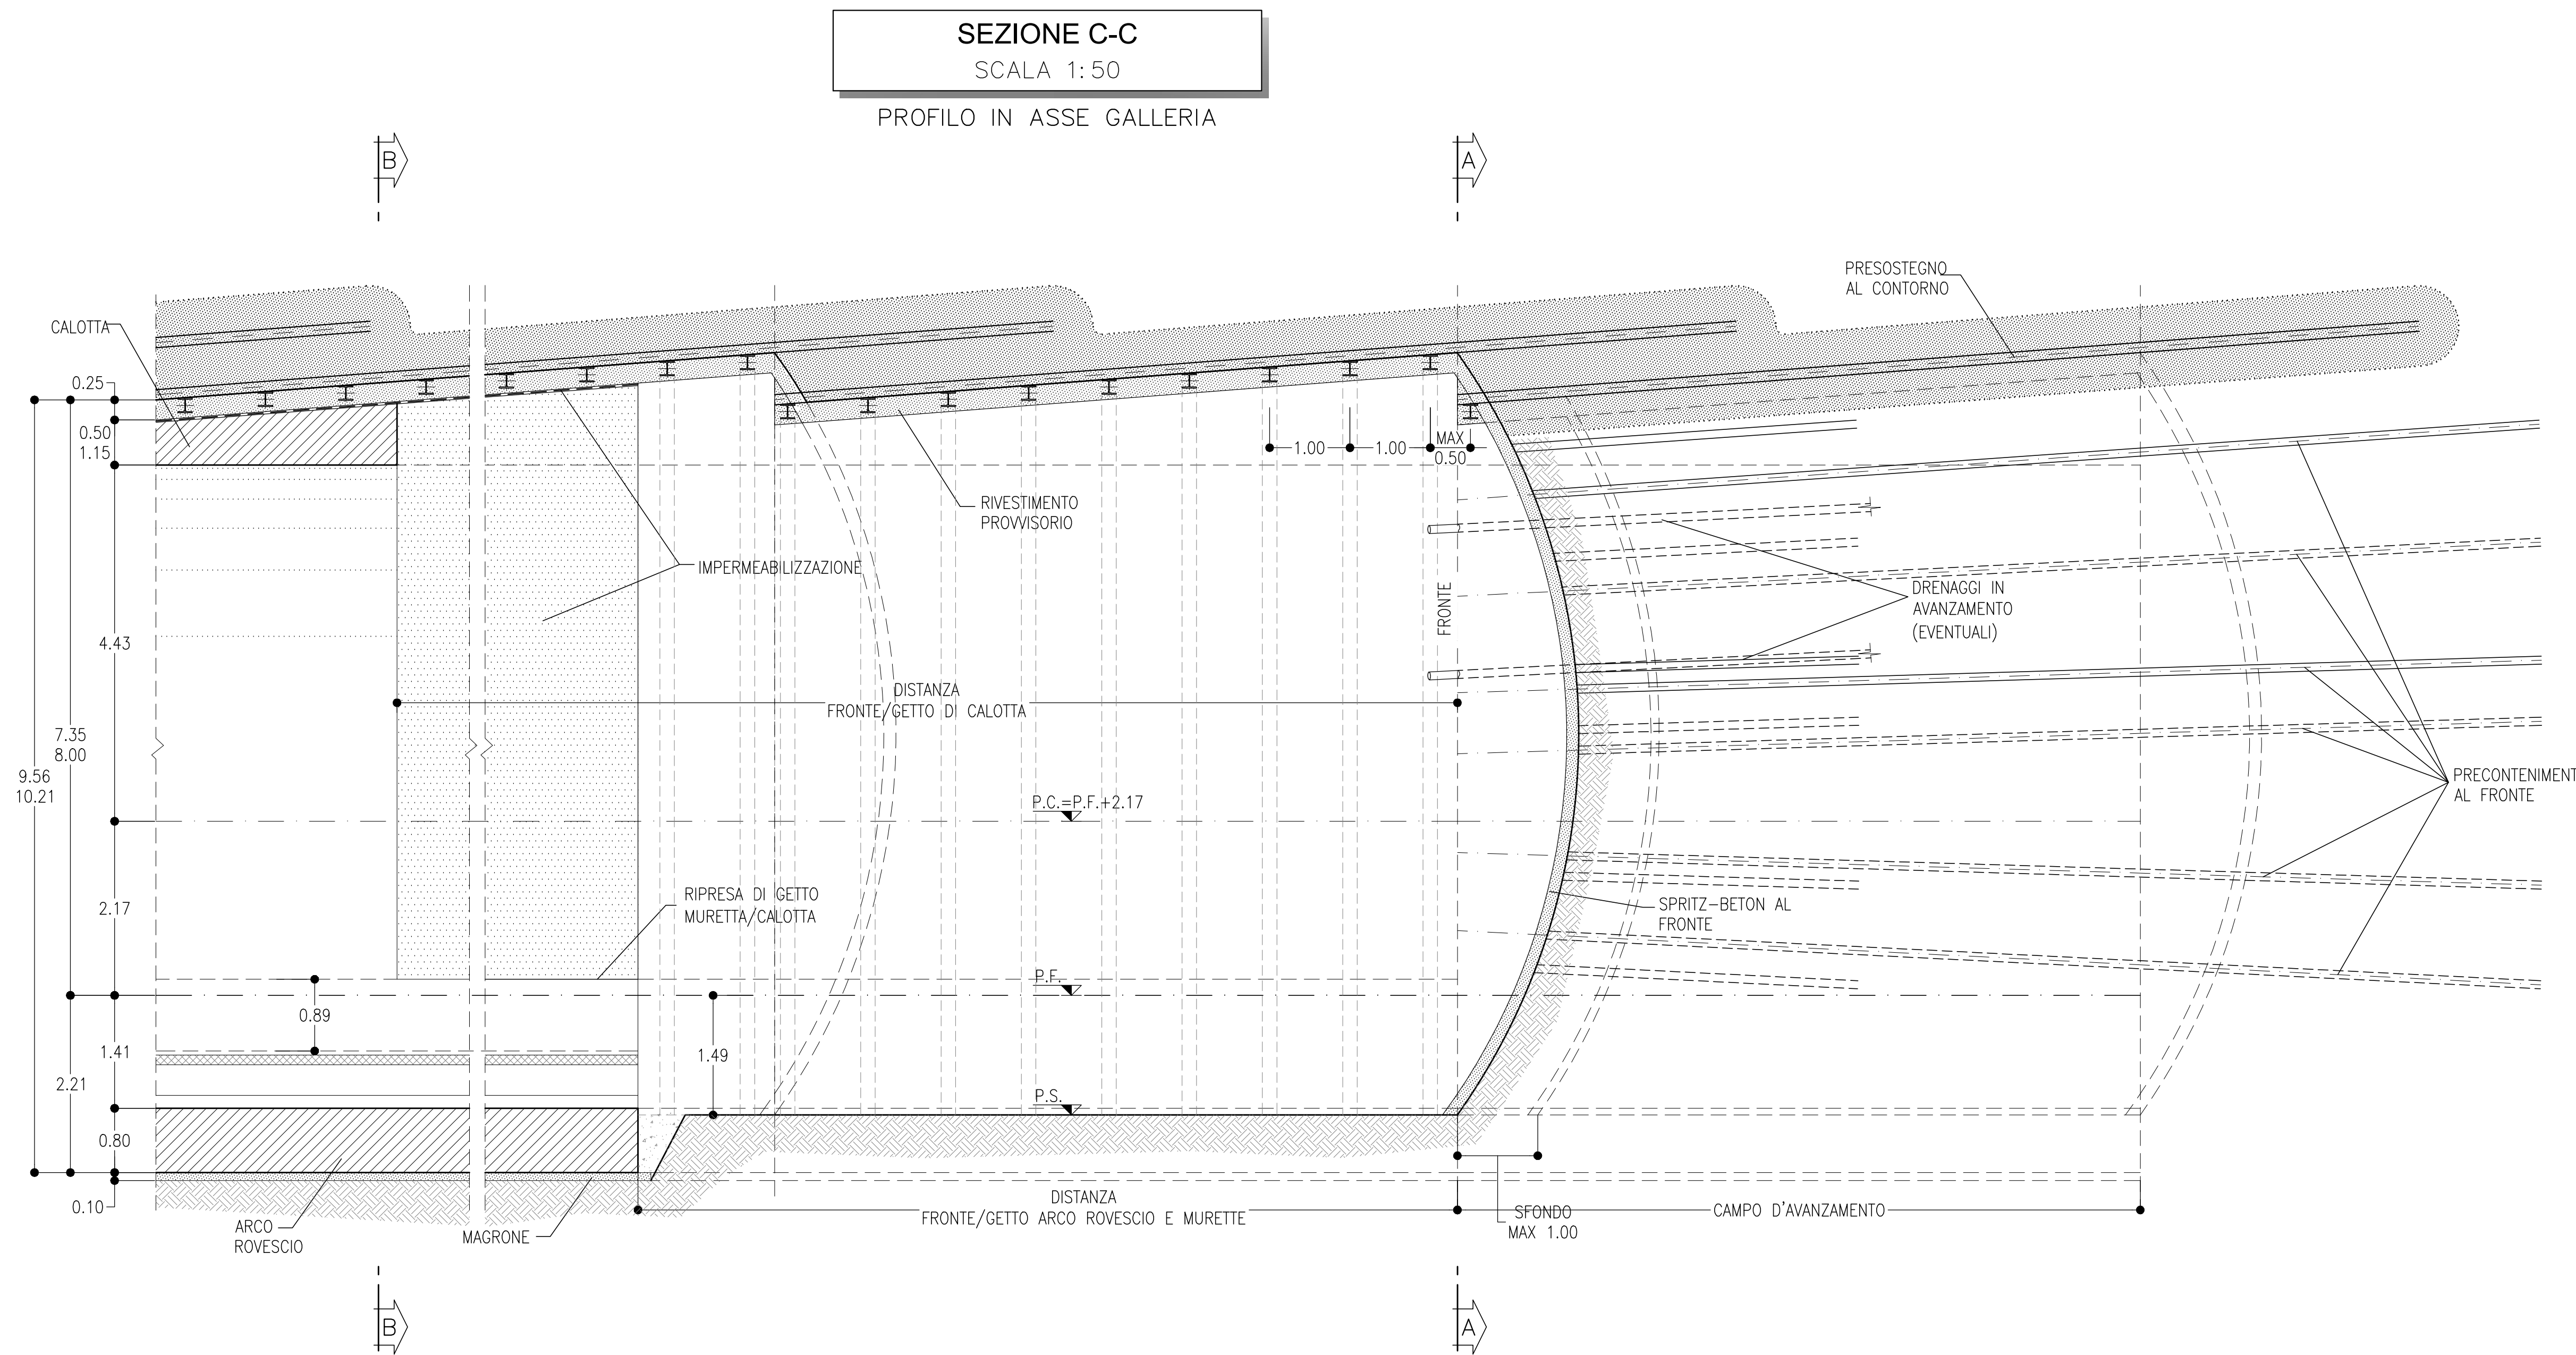 SEZIONE C-C
SCALA 1:50
PROFILO IN ASSE GALLERIA
B
A
PRESOSTEGNO
AL CONTORNO
CALOTTA
0.25
0.50
1.15
1.00
1.00
MAX
0.50
RIVESTIMENTO
PROVVISORIO
IMPERMEABILIZZAZIONE
FRONTE
DRENAGGI IN
AVANZAMENTO
(EVENTUALI)
4.43
DISTANZA
FRONTE/GETTO DI CALOTTA
7.35
8.00
9.56
10.21
PRECONTENIMENT
AL FRONTE
P.C.=P.F.+2.17
2.17
RIPRESA DI GETTO
MURETTA/CALOTTA
SPRITZ-BETON AL
FRONTE
P.F.
0.89
1.41
1.49
2.21
P.S.
0.80
0.10
ARCO
ROVESCIO
MAGRONE
DISTANZA
FRONTE/GETTO ARCO ROVESCIO E MURETTE
SFONDO
MAX 1.00
CAMPO D'AVANZAMENTO
B
A